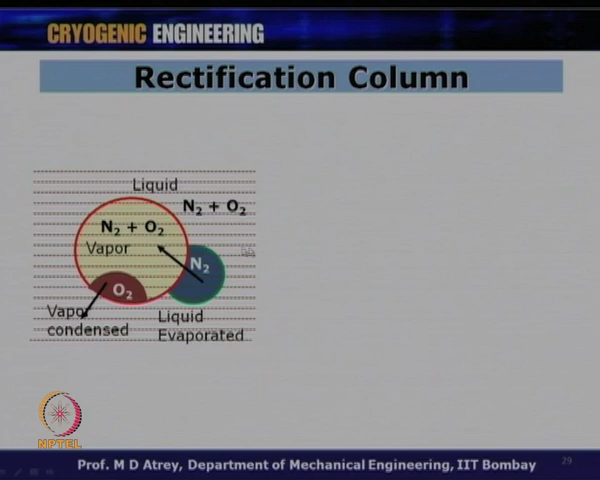 CRYOGENIC ENGINEERING
Rectification Column
Liquid
N2 + O2
N2 + O2
Vapor
N2
O2
Vapor
condensed
Liquid
Evaporated
NPTEL
Prof. M D Atrey, Department of Mechanical Engineering, IIT Bombay
29